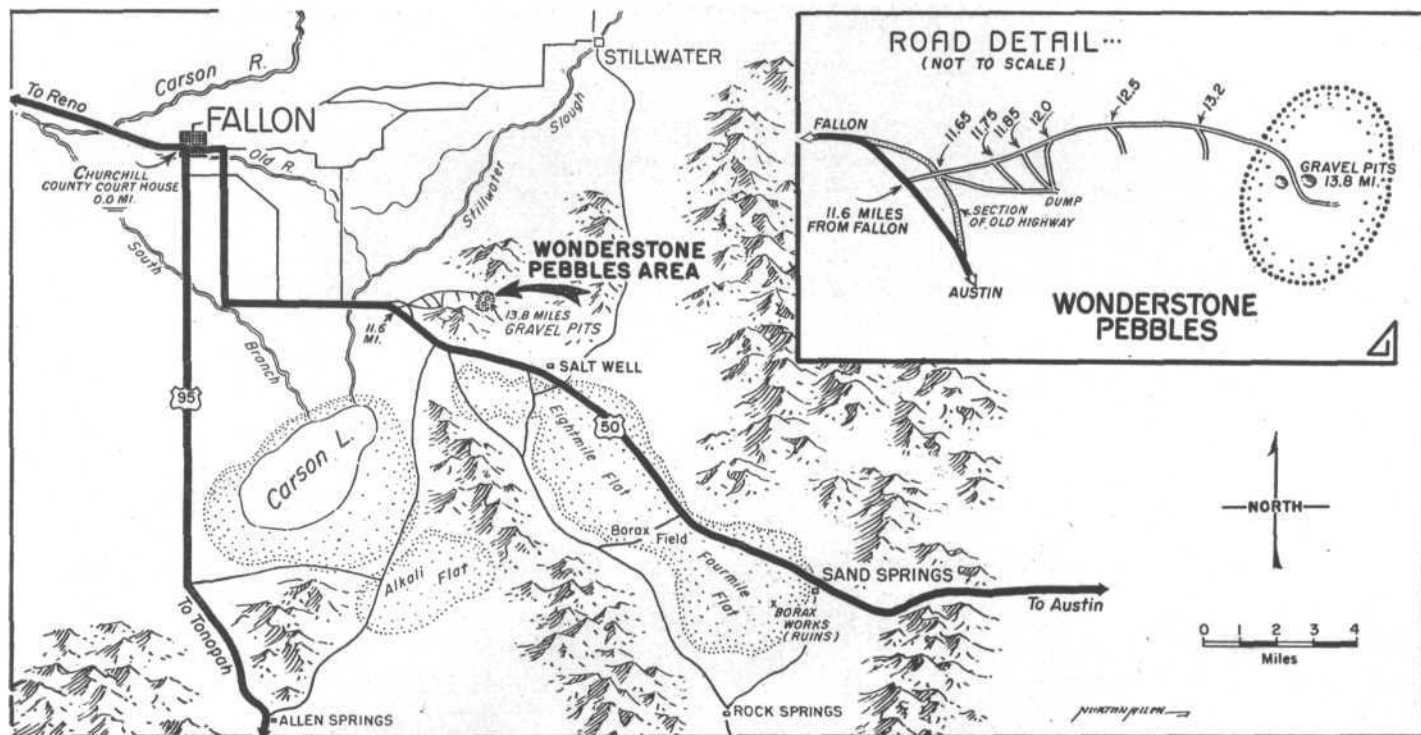 Carson R.
To Reno
FALLON
STILLWATER
CHURCHILL
COUNTY COURT HOUSE
0.0 MI.
Old R.
Slough
Stillwater
South
Branch
WONDERSTONE
PEBBLES AREA
11.6
MI.
13.8 MILES
GRAVEL PITS
SALT WELL
95
50
Carson L.
Eightmile
Flat
Borax
Field
Alkali Flat
Fourmile
Flat
SAND SPRINGS
x BORAX
WORKS
(RUINS)
To Austin
To Tonopah
ALLEN SPRINGS
ROCK SPRINGS
ROAD DETAIL...
(NOT TO SCALE)
FALLON
11.65
11.75
11.85
12.0
12.5
13.2
GRAVEL PITS
13.8 MI.
DUMP
11.6 MILES
FROM FALLON
SECTION
OF OLD HIGHWAY
AUSTIN
WONDERSTONE
PEBBLES
NORTH
0 1 2 3 4
Miles
NORTON ALLEN